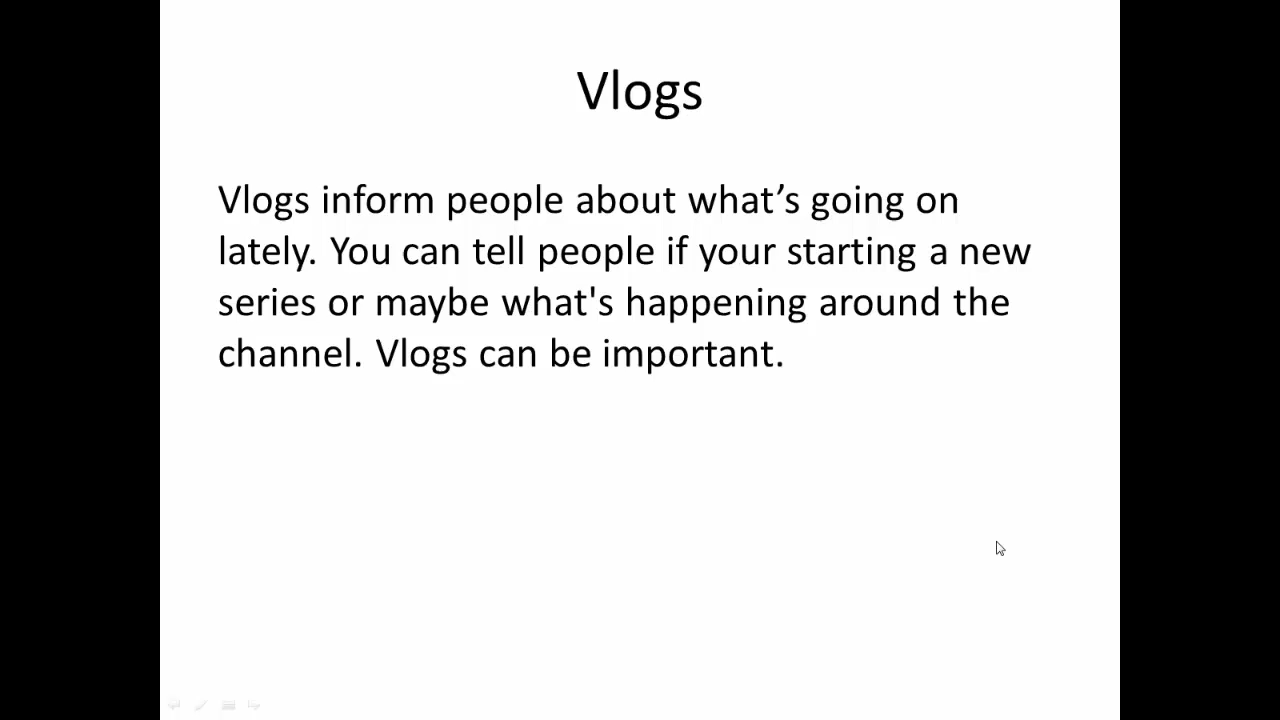 Vlogs
Vlogs inform people about what’s going on
lately. You can tell people if your starting a new
series or maybe what's happening around the
channel. Vlogs can be important.